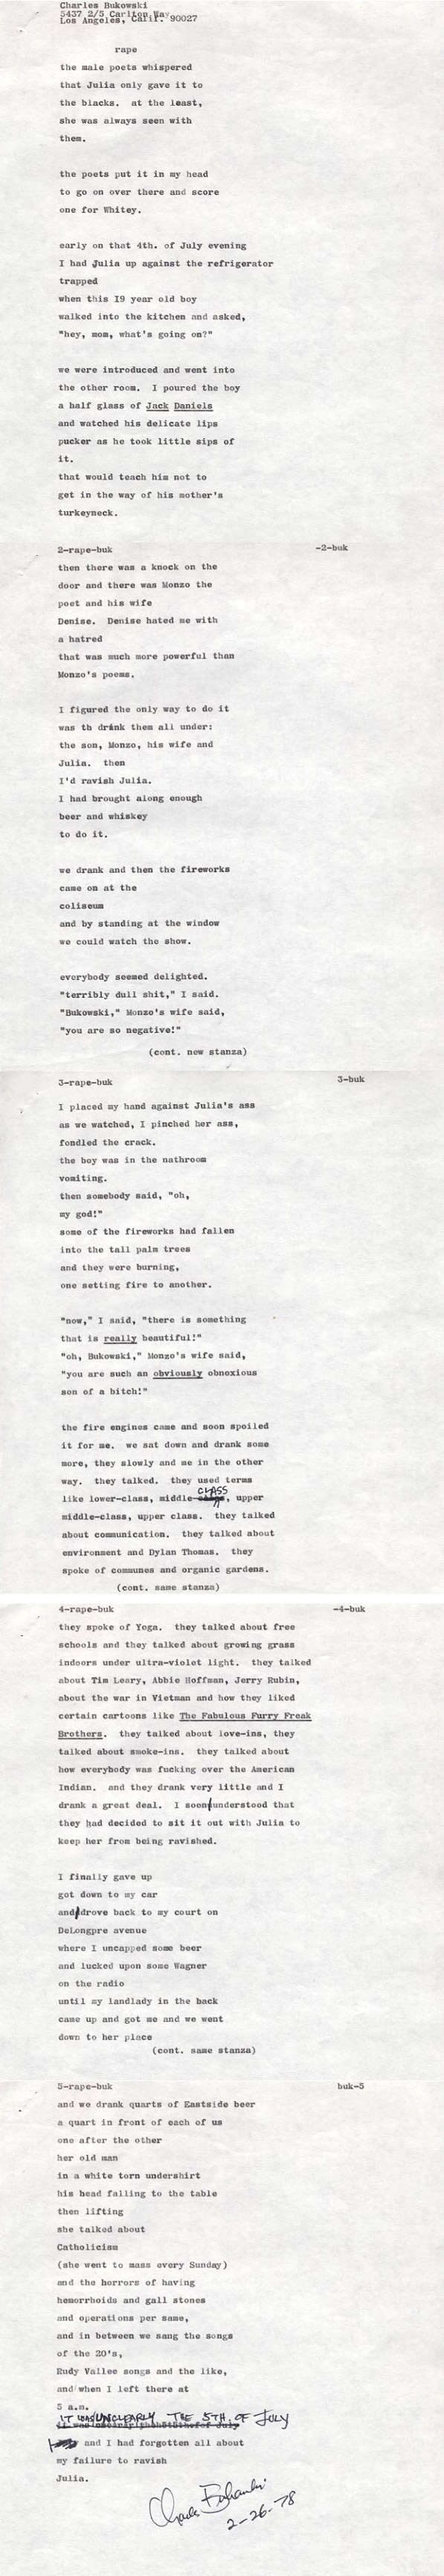 Charles Bukowski
5437 2/5 Carlton Way
Los Angeles, Calif. 90027
rape
the male poets whispered
that Julia only gave it to
the blacks. at the least,
she was always seen with
them.
the poets put it in my head
to go on over there and score
one for Whitey.
early on that 4th. of July evening
I had Julia up against the refrigerator
trapped
when this I9 year old boy
walked into the kitchen and asked,
"hey, mom, what's going on?"
we were introduced and went into
the other room. I poured the boy
a half glass of Jack Daniels
and watched his delicate lips
pucker as he took little sips of
it.
that would teach him not to
get in the way of his mother's
turkeyneck.
2-rape-buk -2-buk
then there was a knock on the
door and there was Monzo the
poet and his wife
Denise. Denise hated me with
a hatred
that was much more powerful than
Monzo's poems.
I figured the only way to do it
was th drink them all under:
the son, Monzo, his wife and
Julia. then
I'd ravish Julia.
I had brought along enough
beer and whiskey
to do it.
we drank and then the fireworks
came on at the
coliseum
and by standing at the window
we could watch the show.
everybody seemed delighted.
"terribly dull shit," I said.
"Bukowski," Monzo's wife said,
"you are so negative!"
(cont. new stanza)
3-rape-buk 3-buk
I placed my hand against Julia's ass
as we watched, I pinched her ass,
fondled the crack.
the boy was in the nathroom
vomiting.
then somebody said, "oh,
my god!"
some of the fireworks had fallen
into the tall palm trees
and they were burning,
one setting fire to another.
"now," I said, "there is something
that is really beautiful!"
"oh, Bukowski," Monzo's wife said,
"you are such an obviously obnoxious
son of a bitch!"
the fire engines came and soon spoiled
it for me. we sat down and drank some
more, they slowly and me in the other
way. they talked. they used terms
like lower-class, middle-CLASS, upper
middle-class, upper class. they talked
about communication. they talked about
environment and Dylan Thomas. they
spoke of communes and organic gardens.
(cont. same stanza)
4-rape-buk -4-buk
they spoke of Yoga. they talked about free
schools and they talked about growing grass
indoors under ultra-violet light. they talked
about Tim Leary, Abbie Hoffman, Jerry Rubin,
about the war in Vietman and how they liked
certain cartoons like The Fabulous Furry Freak
Brothers. they talked about love-ins, they
talked about smoke-ins. they talked about
how everybody was fucking over the American
Indian. and they drank very little and I
drank a great deal. I soon understood that
they had decided to sit it out with Julia to
keep her from being ravished.
I finally gave up
got down to my car
and drove back to my court on
DeLongpre avenue
where I uncapped some beer
and lucked upon some Wagner
on the radio
until my landlady in the back
came up and got me and we went
down to her place
(cont. same stanza)
5-rape-buk buk-5
and we drank quarts of Eastside beer
a quart in front of each of us
one after the other
her old man
in a white torn undershirt
his head falling to the table
then lifting
she talked about
Catholicism
(she went to mass every Sunday)
and the horrors of having
hemorrhoids and gall stones
and operations per same,
and in between we sang the songs
of the 20's,
Rudy Vallee songs and the like,
and when I left there at
5 a.m.
IT WAS UNCLEARLY THE 5TH. OF JULY
and I had forgotten all about
my failure to ravish
Julia.
Charles Bukowski
2-26-78